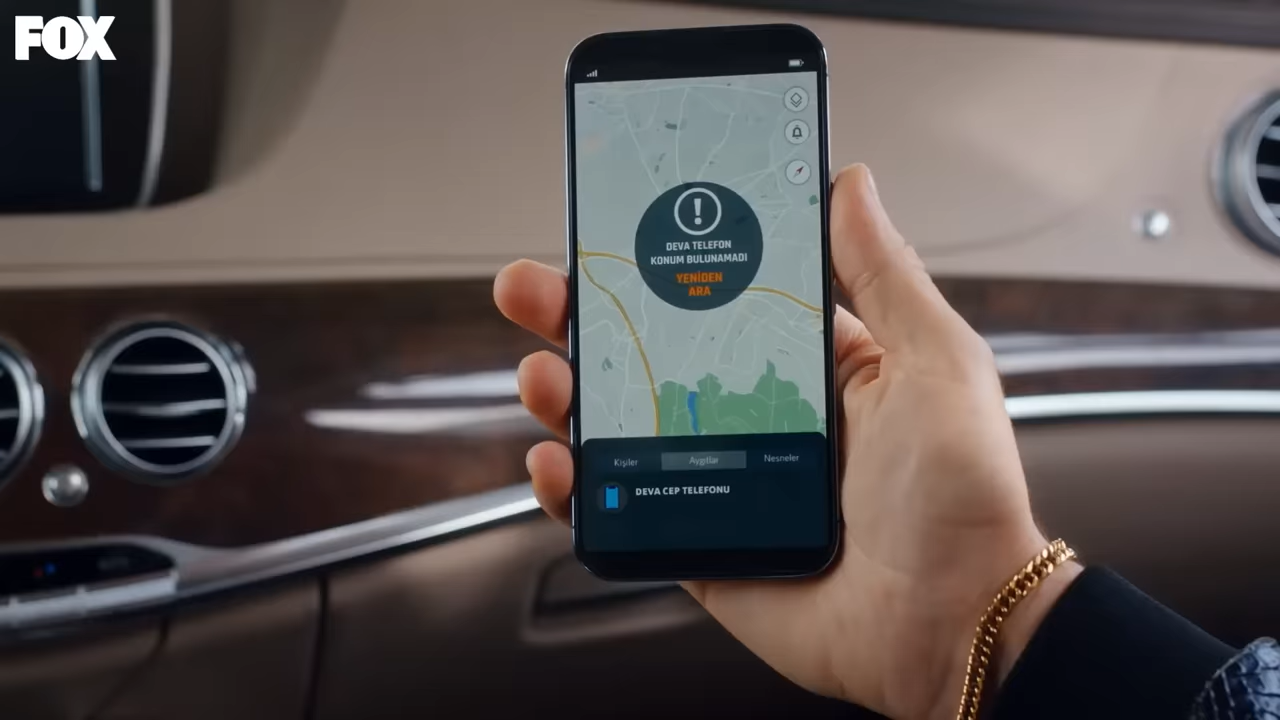 FOX
DEVA TELEFON
KONUM BULUNAMADI
YENİDEN
ARA
Kişiler
Aygıtlar
Nesneler
DEVA CEP TELEFONU